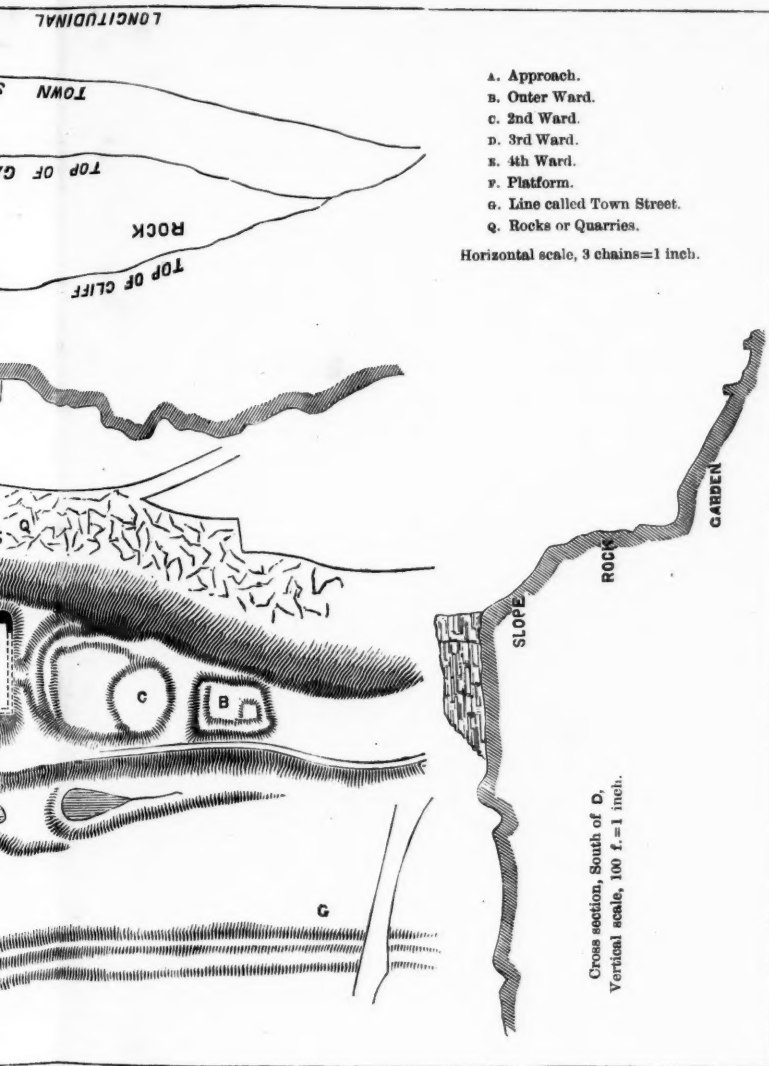 LONGITUDINAL
TOWN S
TOP OF GA
ROCK
TOP OF CLIFF
A. Approach.
B. Outer Ward.
C. 2nd Ward.
D. 3rd Ward.
E. 4th Ward.
F. Platform.
G. Line called Town Street.
Q. Rocks or Quarries.
Horizontal scale, 3 chains=1 inch.
Q
C
B
G
SLOPE
ROCK
GARDEN
Cross section, South of D,
Vertical scale, 100 f.=1 inch.